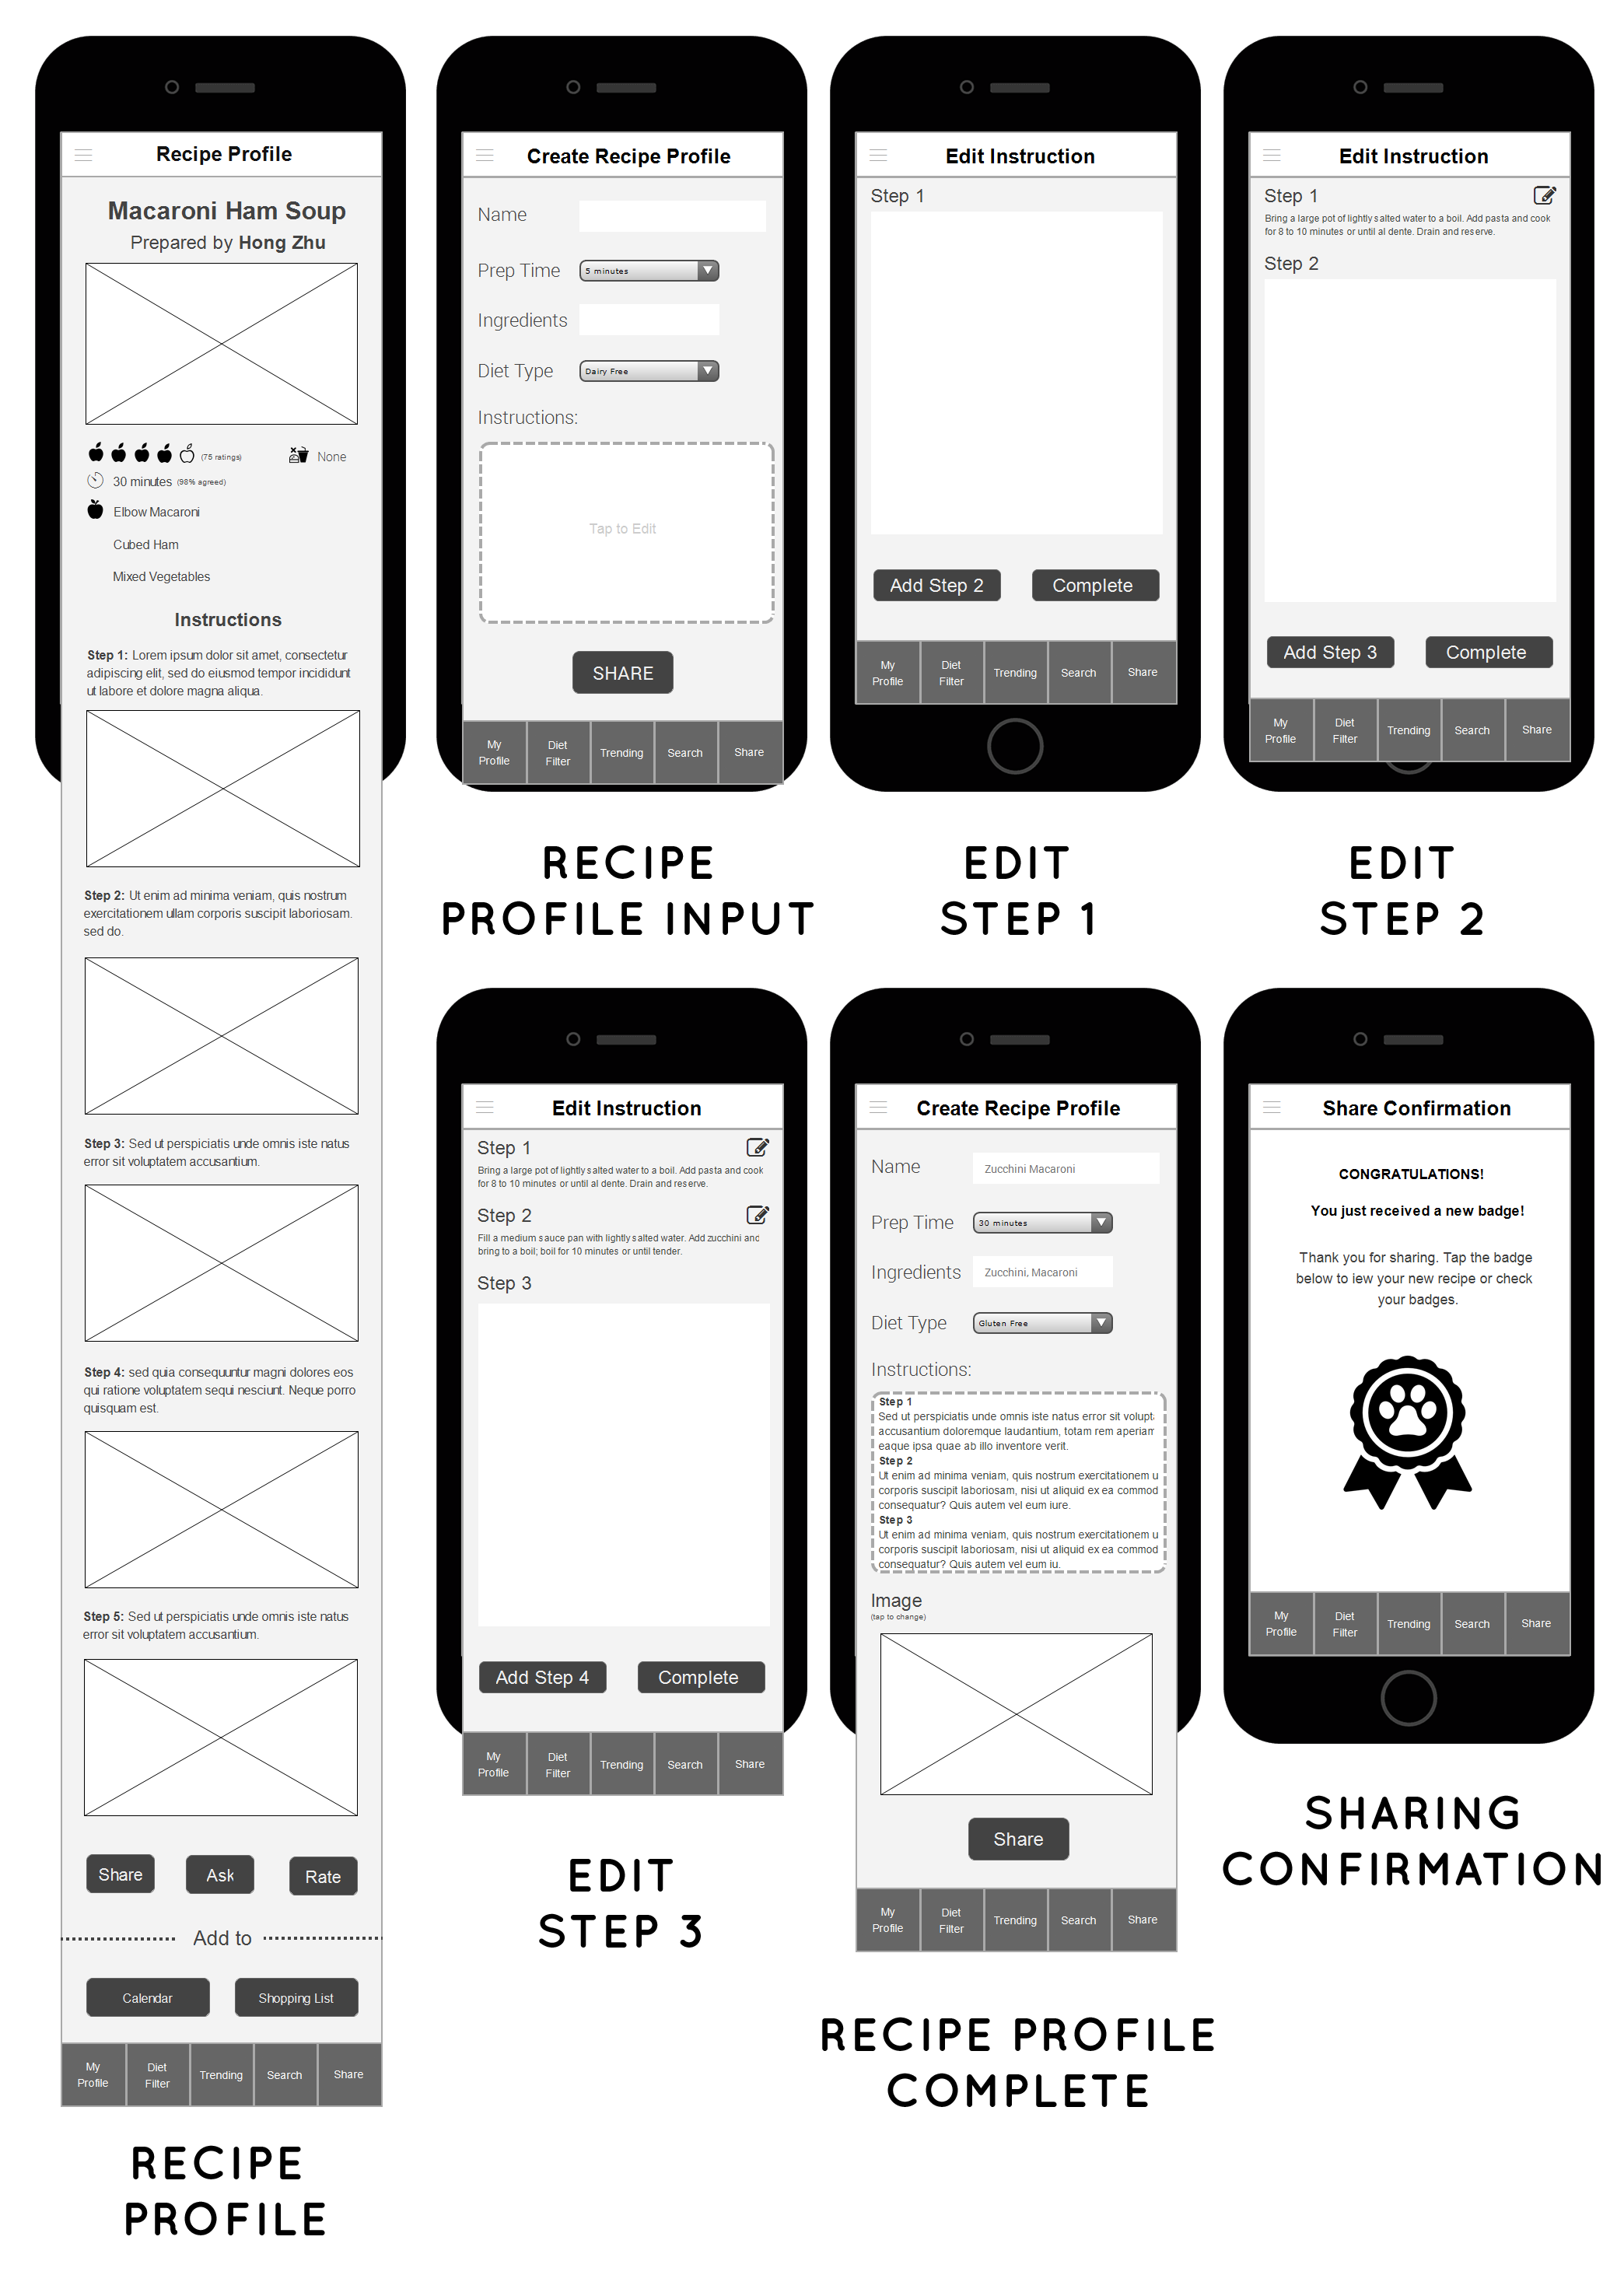 Recipe Profile
Macaroni Ham Soup
Prepared by Hong Zhu
(75 ratings)
None
30 minutes (98% agreed)
Elbow Macaroni
Cubed Ham
Mixed Vegetables
Instructions
Step 1: Lorem ipsum dolor sit amet, consectetur
adipiscing elit, sed do eiusmod tempor incididunt
ut labore et dolore magna aliqua.
Step 2: Ut enim ad minima veniam, quis nostrum
exercitationem ullam corporis suscipit laboriosam.
sed do.
Step 3: Sed ut perspiciatis unde omnis iste natus
error sit voluptatem accusantium.
Step 4: sed quia consequuntur magni dolores eos
qui ratione voluptatem sequi nesciunt. Neque porro
quisquam est.
Step 5: Sed ut perspiciatis unde omnis iste natus
error sit voluptatem accusantium.
Share
Ask
Rate
Add to
Calendar
Shopping List
My
Profile
Diet
Filter
Trending
Search
Share
RECIPE
PROFILE
Create Recipe Profile
Name
Prep Time
5 minutes
Ingredients
Diet Type
Dairy Free
Instructions:
Tap to Edit
SHARE
My
Profile
Diet
Filter
Trending
Search
Share
RECIPE
PROFILE INPUT
Edit Instruction
Step 1
Add Step 2
Complete
My
Profile
Diet
Filter
Trending
Search
Share
EDIT
STEP 1
Edit Instruction
Step 1
Bring a large pot of lightly salted water to a boil. Add pasta and cook
for 8 to 10 minutes or until al dente. Drain and reserve.
Step 2
Add Step 3
Complete
My
Profile
Diet
Filter
Trending
Search
Share
EDIT
STEP 2
Edit Instruction
Step 1
Bring a large pot of lightly salted water to a boil. Add pasta and cook
for 8 to 10 minutes or until al dente. Drain and reserve.
Step 2
Fill a medium sauce pan with lightly salted water. Add zucchini and
bring to a boil; boil for 10 minutes or until tender.
Step 3
Add Step 4
Complete
My
Profile
Diet
Filter
Trending
Search
Share
EDIT
STEP 3
Create Recipe Profile
Name
Zucchini Macaroni
Prep Time
30 minutes
Ingredients
Zucchini, Macaroni
Diet Type
Gluten Free
Instructions:
Step 1
Sed ut perspiciatis unde omnis iste natus error sit volupt
accusantium doloremque laudantium, totam rem aperiam
eaque ipsa quae ab illo inventore verit.
Step 2
Ut enim ad minima veniam, quis nostrum exercitationem u
corporis suscipit laboriosam, nisi ut aliquid ex ea commod
consequatur? Quis autem vel eum iure.
Step 3
Ut enim ad minima veniam, quis nostrum exercitationem u
corporis suscipit laboriosam, nisi ut aliquid ex ea commod
consequatur? Quis autem vel eum iu.
Image
(tap to change)
Share
My
Profile
Diet
Filter
Trending
Search
Share
RECIPE PROFILE
COMPLETE
Share Confirmation
CONGRATULATIONS!
You just received a new badge!
Thank you for sharing. Tap the badge
below to iew your new recipe or check
your badges.
My
Profile
Diet
Filter
Trending
Search
Share
SHARING
CONFIRMATION